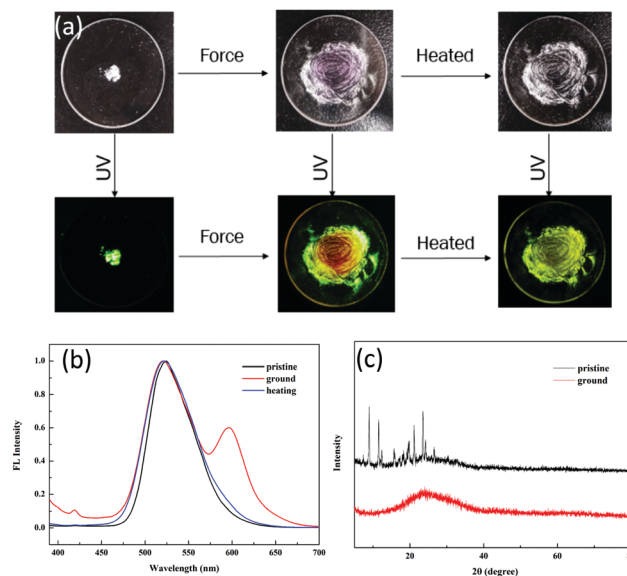 (a)
Force
Heated
UV
UV
UV
Force
Heated
(b)
pristine
ground
heating
FL Intensity
1.0
0.8
0.6
0.4
0.2
0.0
400
450
500
550
600
650
700
Wavelength (nm)
(c)
pristine
ground
Intensity
20
40
60
80
2θ (degree)